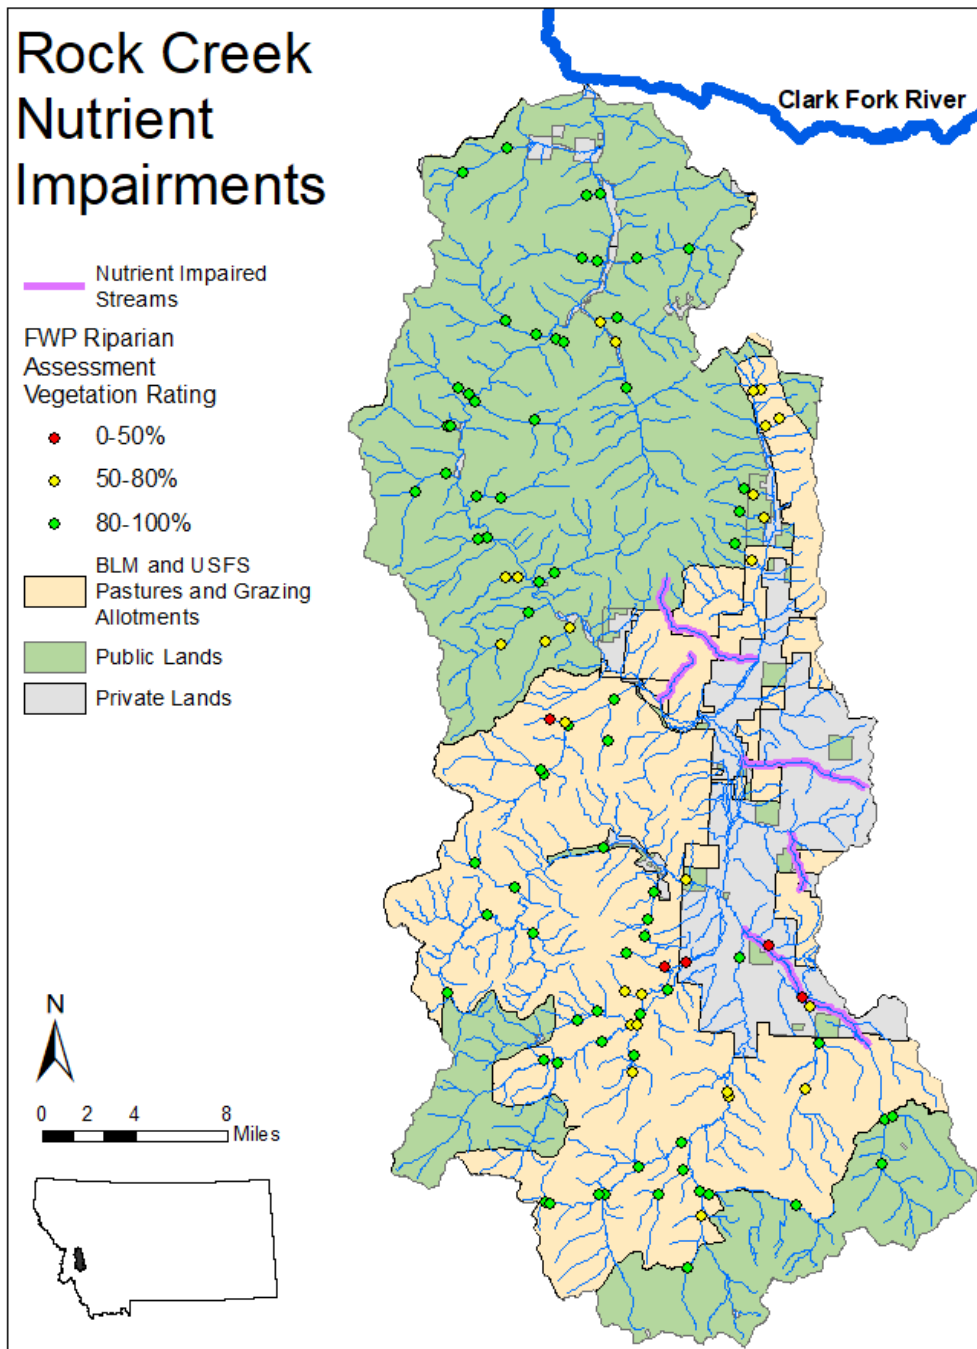 Rock Creek
Nutrient
Impairments
Clark Fork River
Nutrient Impaired
Streams
FWP Riparian
Assessment
Vegetation Rating
0-50%
50-80%
80-100%
BLM and USFS
Pastures and Grazing
Allotments
Public Lands
Private Lands
N
0 2 4 8
Miles